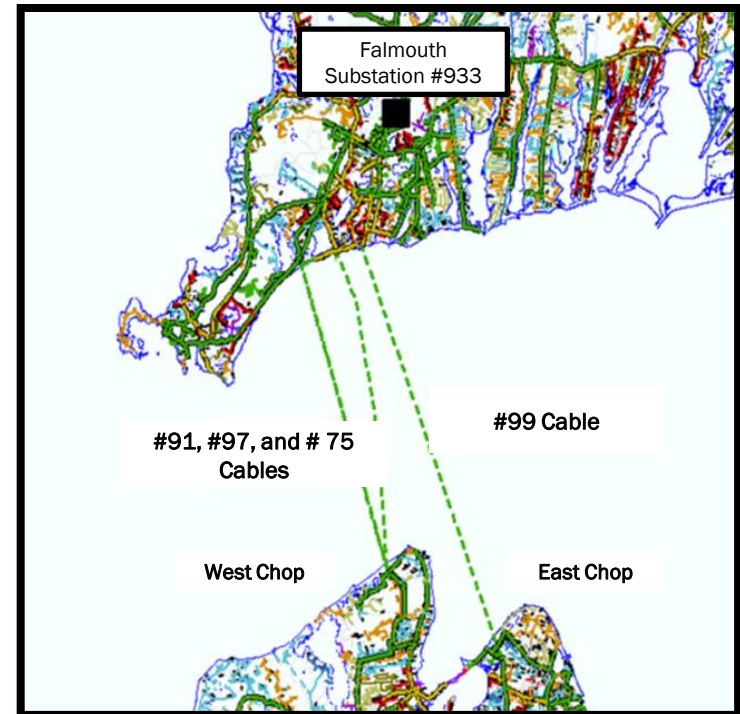 Falmouth
Substation #933
#99 Cable
#91, #97, and # 75
Cables
West Chop
East Chop